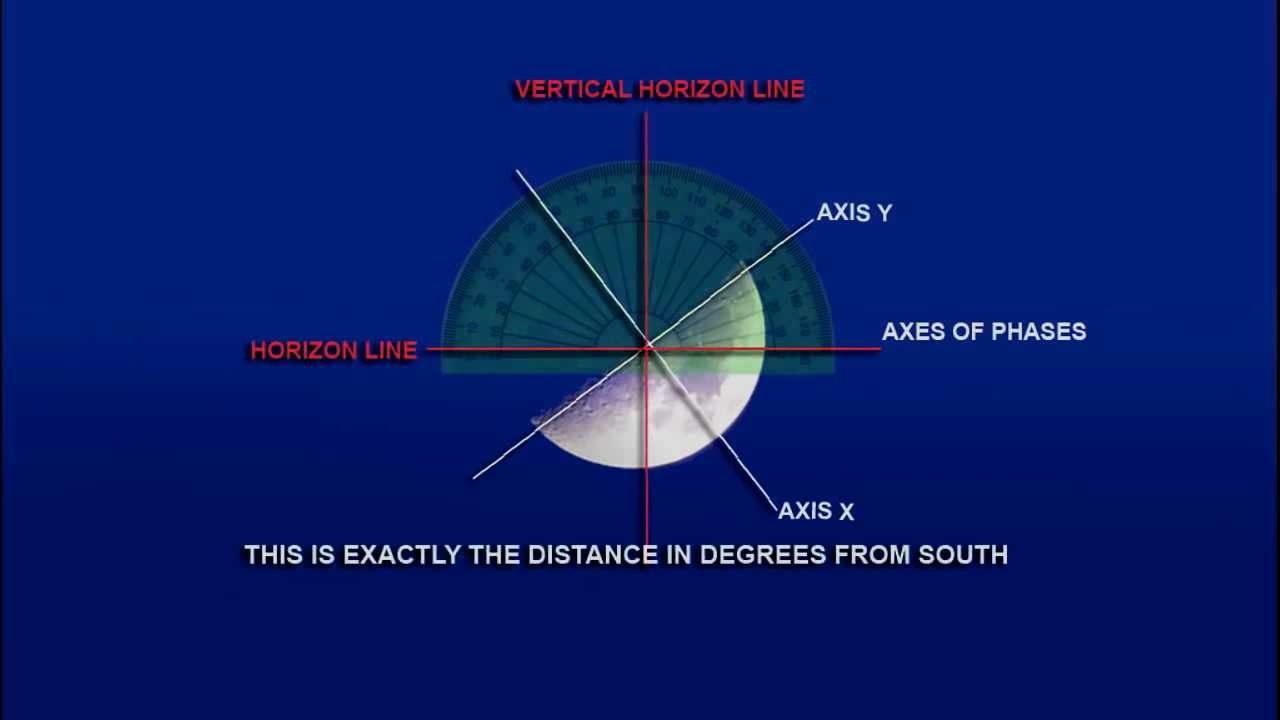 VERTICAL HORIZON LINE
AXIS Y
AXES OF PHASES
HORIZON LINE
AXIS X
THIS IS EXACTLY THE DISTANCE IN DEGREES FROM SOUTH